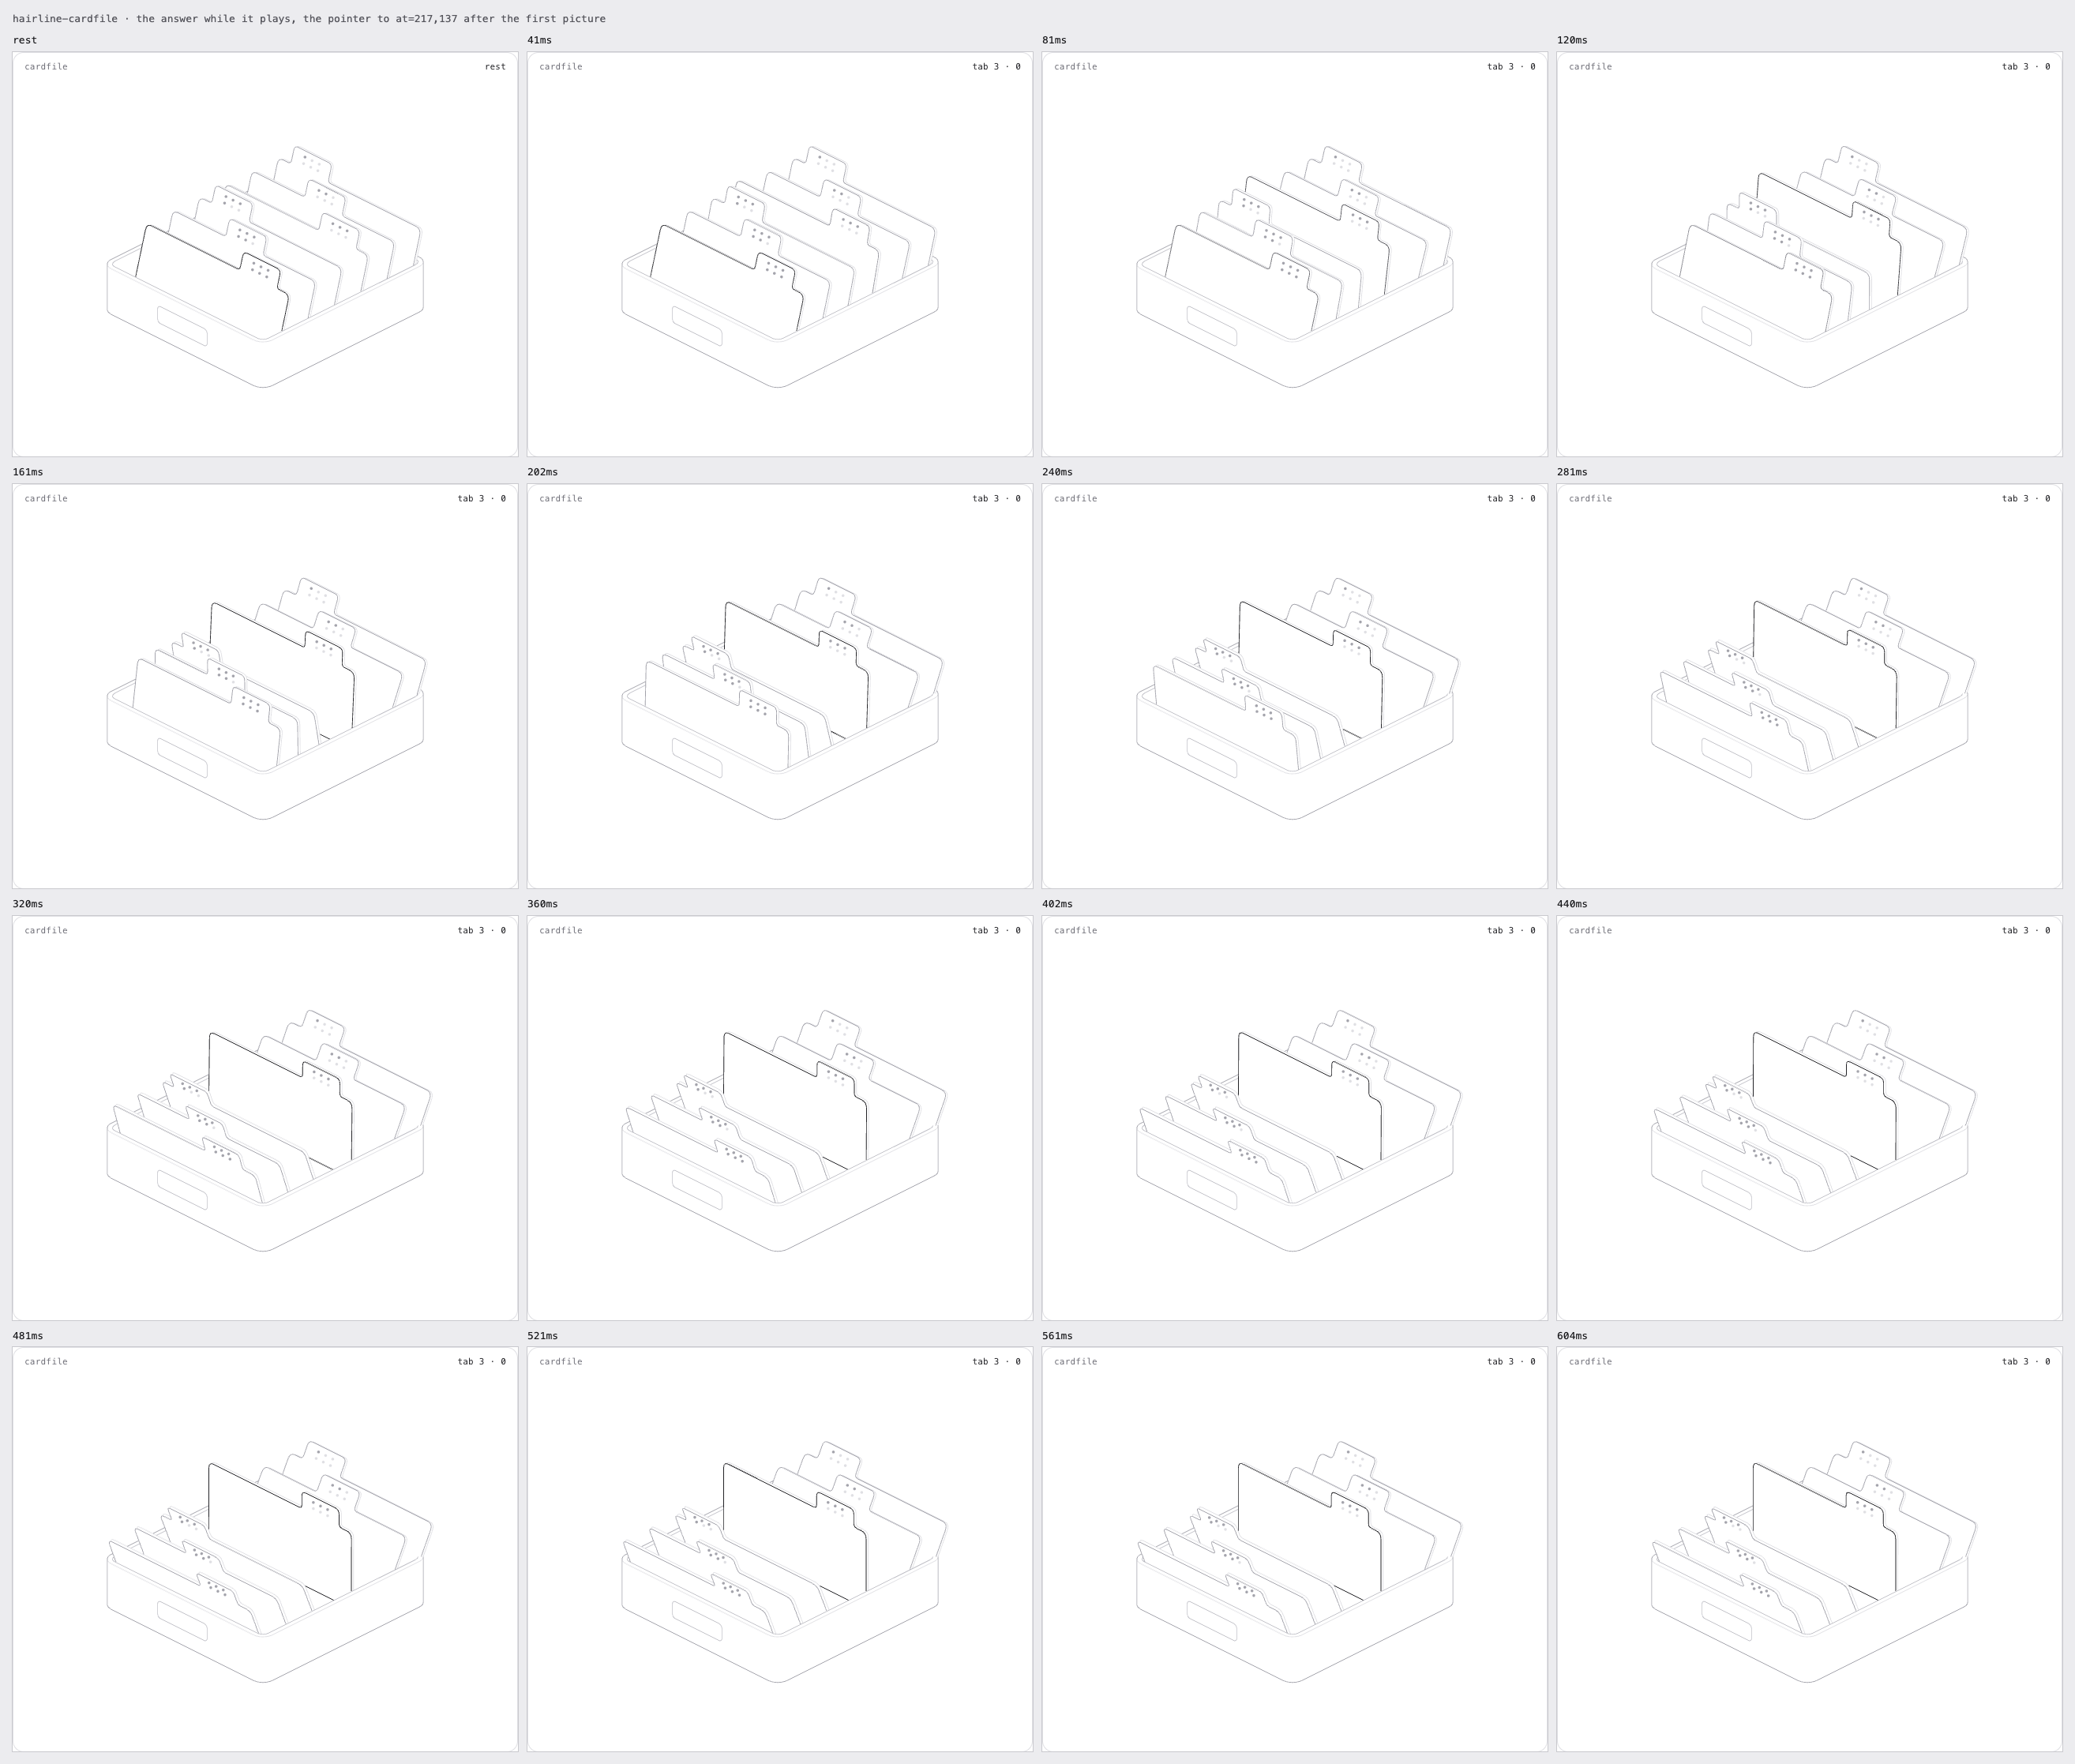 hairline-cardfile · the answer while it plays, the pointer to at=217,137 after the first picture
rest
41ms
81ms
120ms
cardfile
rest
cardfile
tab 3 · 0
cardfile
tab 3 · 0
cardfile
tab 3 · 0
161ms
202ms
240ms
281ms
cardfile
tab 3 · 0
cardfile
tab 3 · 0
cardfile
tab 3 · 0
cardfile
tab 3 · 0
320ms
360ms
402ms
440ms
cardfile
tab 3 · 0
cardfile
tab 3 · 0
cardfile
tab 3 · 0
cardfile
tab 3 · 0
481ms
521ms
561ms
604ms
cardfile
tab 3 · 0
cardfile
tab 3 · 0
cardfile
tab 3 · 0
cardfile
tab 3 · 0